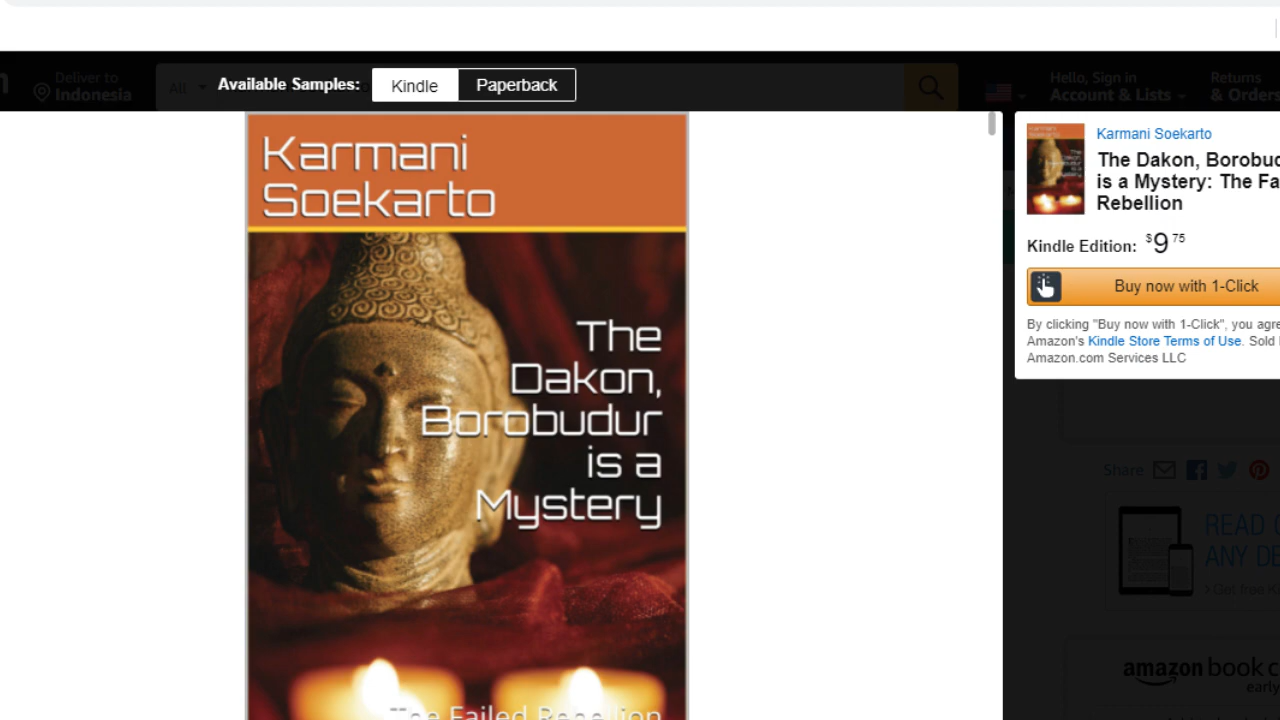 Deliver to
Indonesia
All
Available Samples:
Kindle
Paperback
Hello, Sign in
Account & Lists
Returns
& Orders
Karmani
Soekarto
The
Dakon,
Borobudur
is a
Mystery
The Failed Rebellion
Karmani Soekarto
The Dakon, Borobud
is a Mystery: The Fa
Rebellion
Kindle Edition: $9 75
Buy now with 1-Click
By clicking "Buy now with 1-Click", you agre
Amazon's Kindle Store Terms of Use. Sold
Amazon.com Services LLC
Share
READ
ANY DE
amazon book c
early